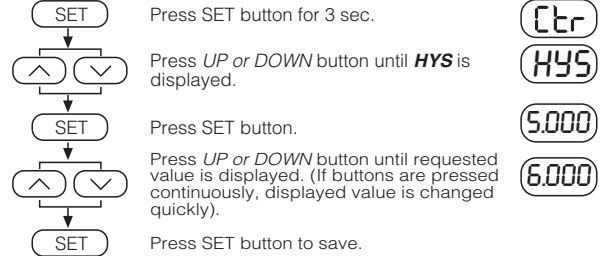 SET Press SET button for 3 sec. Ctr
Press UP or DOWN button until HYS is HYS
displayed.
SET Press SET button. 5.000
Press UP or DOWN button until requested
value is displayed. (If buttons are pressed 6.000
continuously, displayed value is changed
quickly).
SET Press SET button to save.